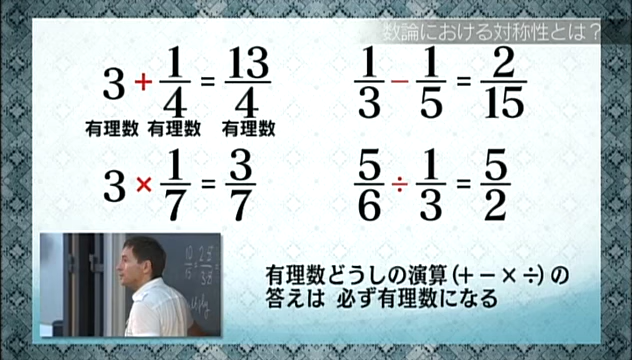 数論における対称性とは?
3 + 1/4 = 13/4
有理数 有理数 有理数
1/3 − 1/5 = 2/15
3 × 1/7 = 3/7
5/6 ÷ 1/3 = 5/2
有理数どうしの演算(+−×÷)の
答えは 必ず有理数になる